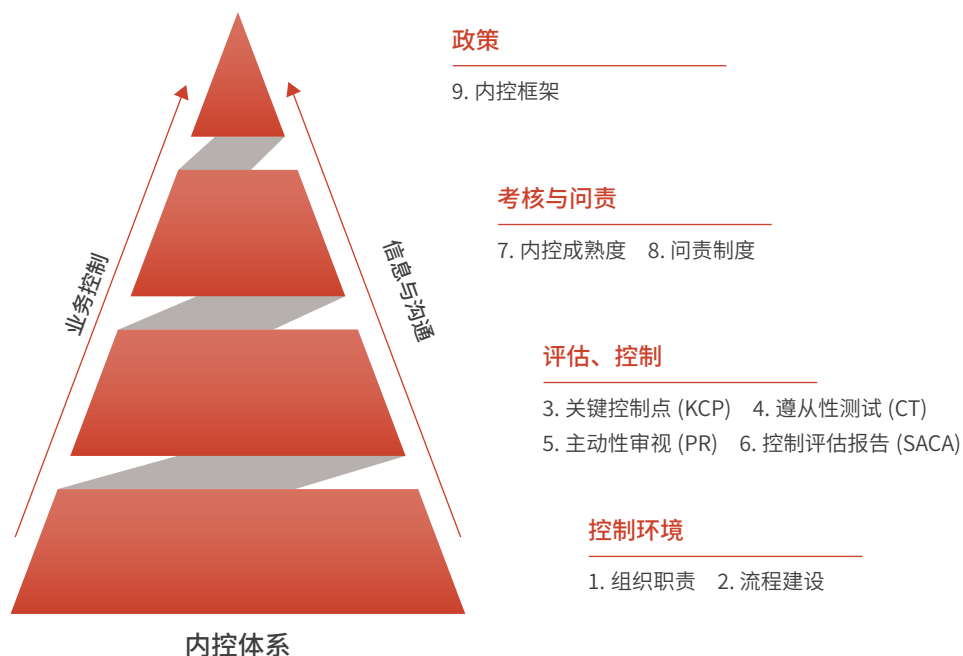 政策
9. 内控框架
考核与问责
7. 内控成熟度 8. 问责制度
业务控制
信息与沟通
评估、控制
3. 关键控制点 (KCP) 4. 遵从性测试 (CT)
5. 主动性审视 (PR) 6. 控制评估报告 (SACA)
控制环境
1. 组织职责 2. 流程建设
内控体系